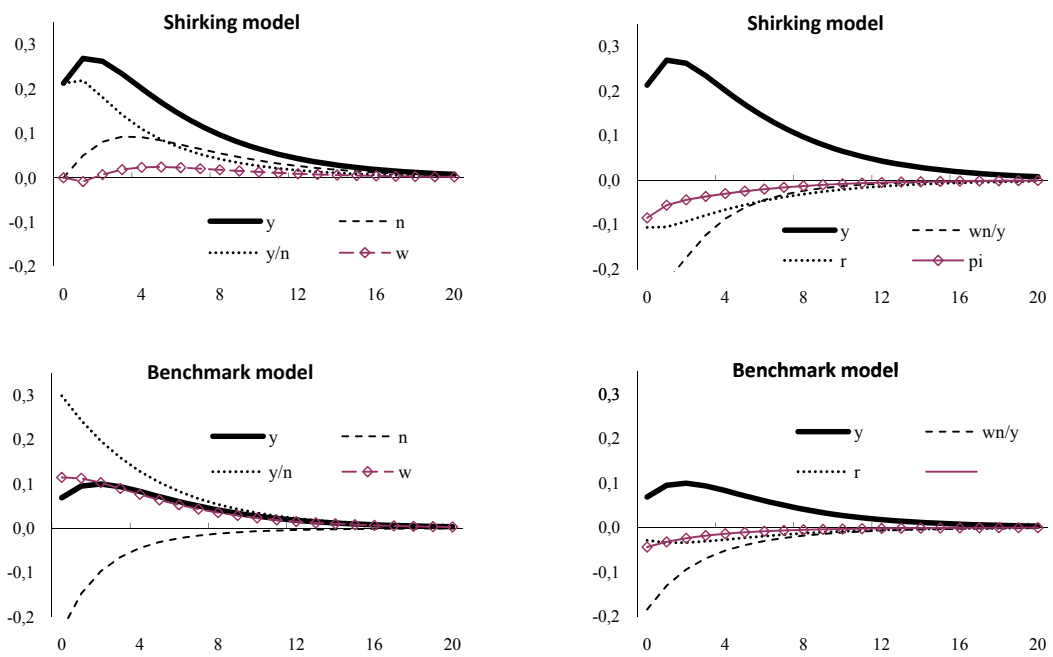 Shirking model
0,3
0,2
0,1
0,0
-0,1
-0,2
y
n
y/n
w
0 4 8 12 16 20
Shirking model
0,3
0,2
0,1
0,0
-0,1
-0,2
y
wn/y
r
pi
0 4 8 12 16 20
Benchmark model
0,3
0,2
0,1
0,0
-0,1
-0,2
y
n
y/n
w
0 4 8 12 16 20
Benchmark model
0,3
0,2
0,1
0,0
-0,1
-0,2
y
wn/y
r
0 4 8 12 16 20